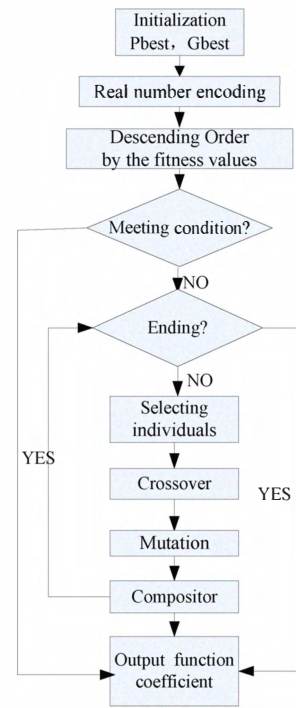 Initialization
Pbest，Gbest
Real number encoding
Descending Order
by the fitness values
Meeting condition?
NO
Ending?
NO
Selecting
individuals
YES
Crossover
YES
Mutation
Compositor
Output function
coefficient